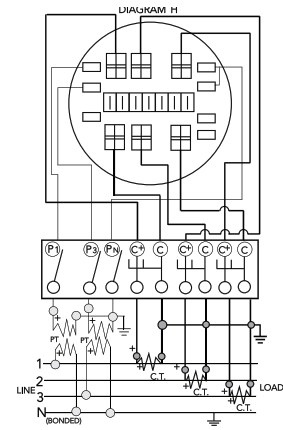 DIAGRAM H
P1 P3 PN C+ C C+ C C+ C
+ + + +
PT PT
+ +
1
C.T.
2
C.T.
LINE LOAD
3
C.T.
N
(BONDED)